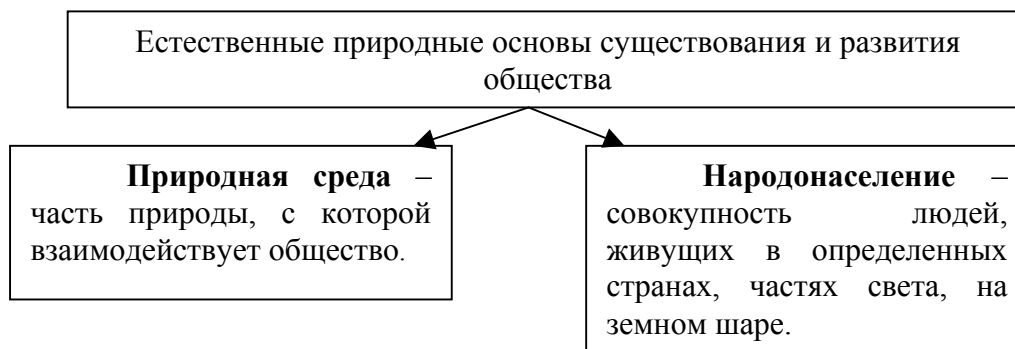 Естественные природные основы существования и развития
общества
Природная среда –
часть природы, с которой
взаимодействует общество.
Народонаселение –
совокупность людей,
живущих в определенных
странах, частях света, на
земном шаре.